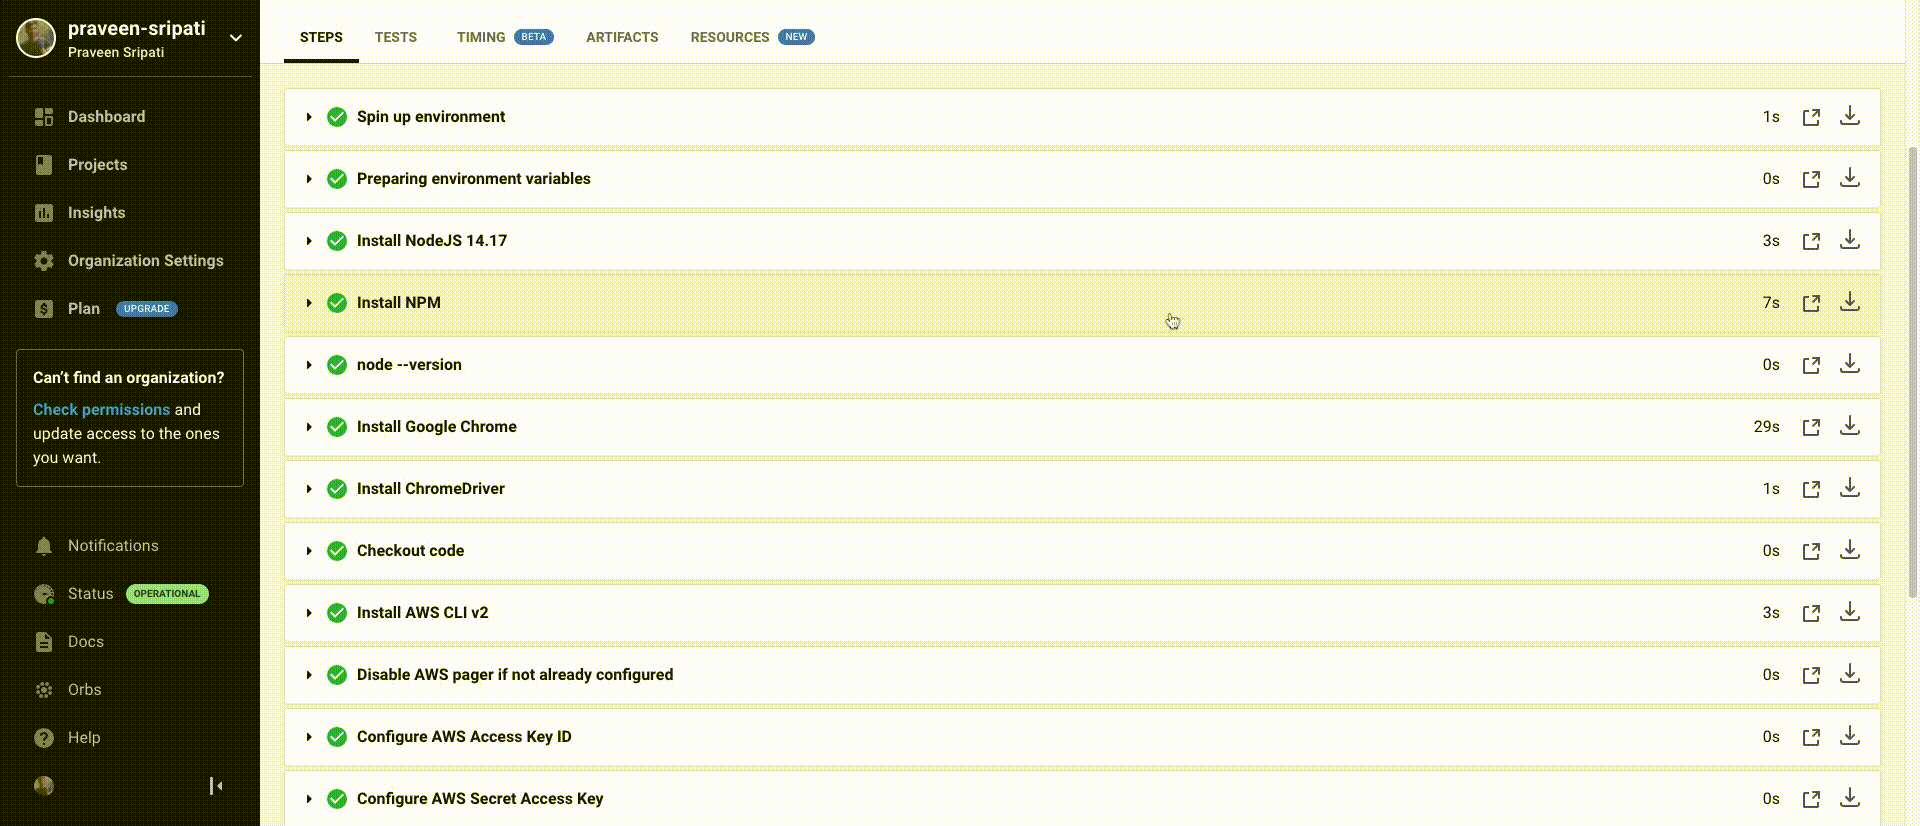 praveen-sripati
Praveen Sripati
Dashboard
Projects
Insights
Organization Settings
Plan UPGRADE
Can't find an organization?
Check permissions and
update access to the ones
you want.
Notifications
Status OPERATIONAL
Docs
Orbs
Help
STEPS TESTS TIMING BETA ARTIFACTS RESOURCES NEW
Spin up environment 1s
Preparing environment variables 0s
Install NodeJS 14.17 3s
Install NPM 7s
node --version 0s
Install Google Chrome 29s
Install ChromeDriver 1s
Checkout code 0s
Install AWS CLI v2 3s
Disable AWS pager if not already configured 0s
Configure AWS Access Key ID 0s
Configure AWS Secret Access Key 0s